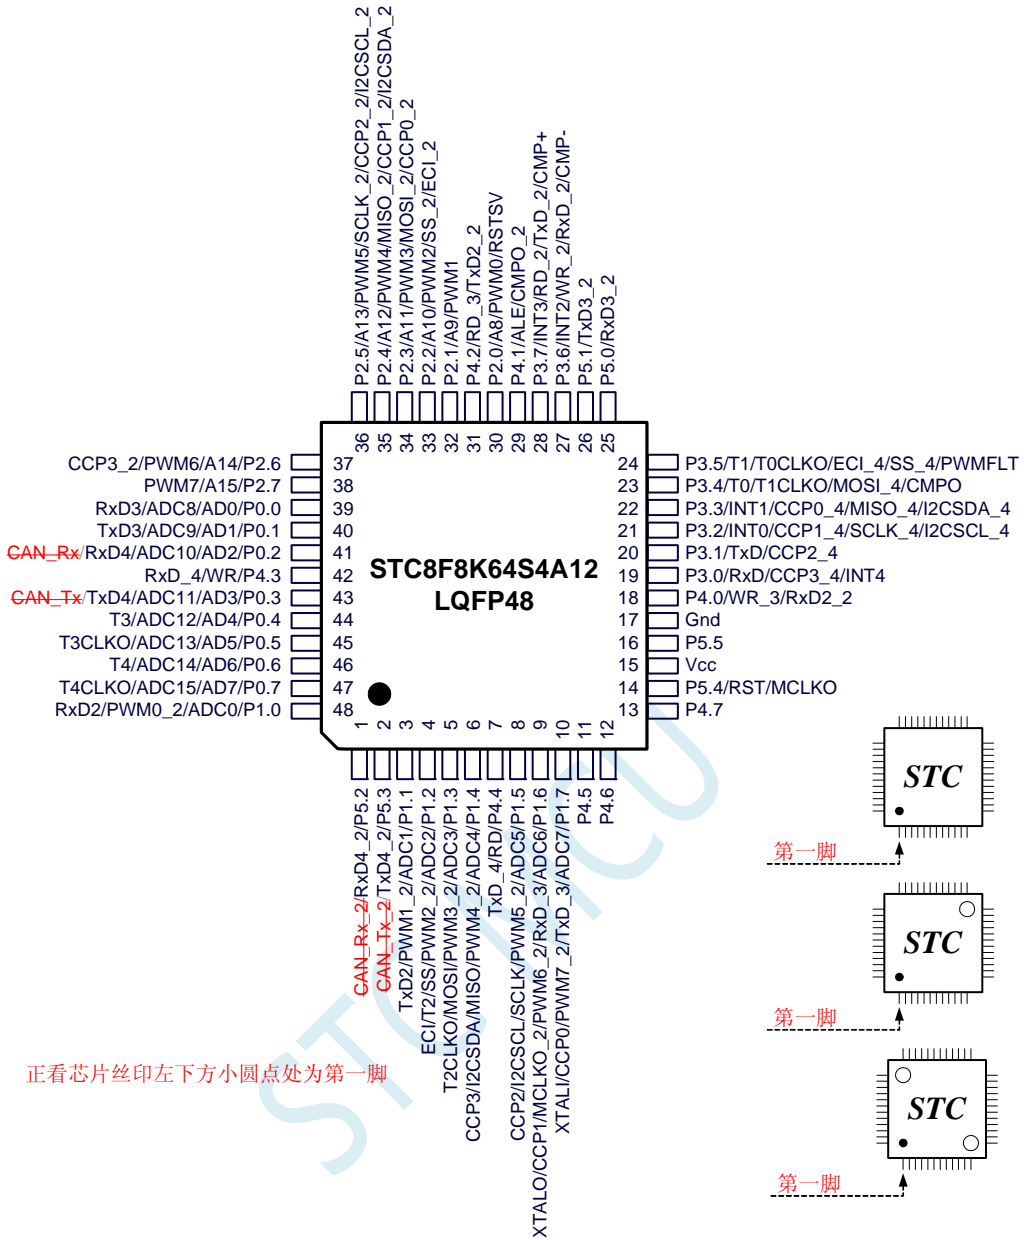 P2.5/A13/PWM5/SCLK_2/CCP2_2/I2CSCL_2
P2.4/A12/PWM4/MISO_2/CCP1_2/I2CSDA_2
P2.3/A11/PWM3/MOSI_2/CCP0_2
P2.2/A10/PWM2/SS_2/ECI_2
P2.1/A9/PWM1
P4.2/RD_3/TxD2_2
P2.0/A8/PWM0/RSTSV
P4.1/ALE/CMPO_2
P3.7/INT3/RD_2/TxD_2/CMP+
P3.6/INT2/WR_2/RxD_2/CMP-
P5.1/TxD3_2
P5.0/RxD3_2
36 35 34 33 32 31 30 29 28 27 26 25
CCP3_2/PWM6/A14/P2.6 37
PWM7/A15/P2.7 38
RxD3/ADC8/AD0/P0.0 39
TxD3/ADC9/AD1/P0.1 40
CAN_Rx/RxD4/ADC10/AD2/P0.2 41
RxD_4/WR/P4.3 42
CAN_Tx/TxD4/ADC11/AD3/P0.3 43
T3/ADC12/AD4/P0.4 44
T3CLKO/ADC13/AD5/P0.5 45
T4/ADC14/AD6/P0.6 46
T4CLKO/ADC15/AD7/P0.7 47
RxD2/PWM0_2/ADC0/P1.0 48
STC8F8K64S4A12
LQFP48
24 P3.5/T1/T0CLKO/ECI_4/SS_4/PWMFLT
23 P3.4/T0/T1CLKO/MOSI_4/CMPO
22 P3.3/INT1/CCP0_4/MISO_4/I2CSDA_4
21 P3.2/INT0/CCP1_4/SCLK_4/I2CSCL_4
20 P3.1/TxD/CCP2_4
19 P3.0/RxD/CCP3_4/INT4
18 P4.0/WR_3/RxD2_2
17 Gnd
16 P5.5
15 Vcc
14 P5.4/RST/MCLKO
13 P4.7
1 2 3 4 5 6 7 8 9 10 11 12
CAN_Rx_2/RxD4_2/P5.2
CAN_Tx_2/TxD4_2/P5.3
TxD2/PWM1_2/ADC1/P1.1
ECI/T2/SS/PWM2_2/ADC2/P1.2
T2CLKO/MOSI/PWM3_2/ADC3/P1.3
CCP3/I2CSDA/MISO/PWM4_2/ADC4/P1.4
TxD_4/RD/P4.4
CCP2/I2CSCL/SCLK/PWM5_2/ADC5/P1.5
XTALO/CCP1/MCLKO_2/PWM6_2/RxD_3/ADC6/P1.6
XTALI/CCP0/PWM7_2/TxD_3/ADC7/P1.7
P4.5
P4.6
STC
第一脚
STC
第一脚
STC
第一脚
正看芯片丝印左下方小圆点处为第一脚
STC MCU